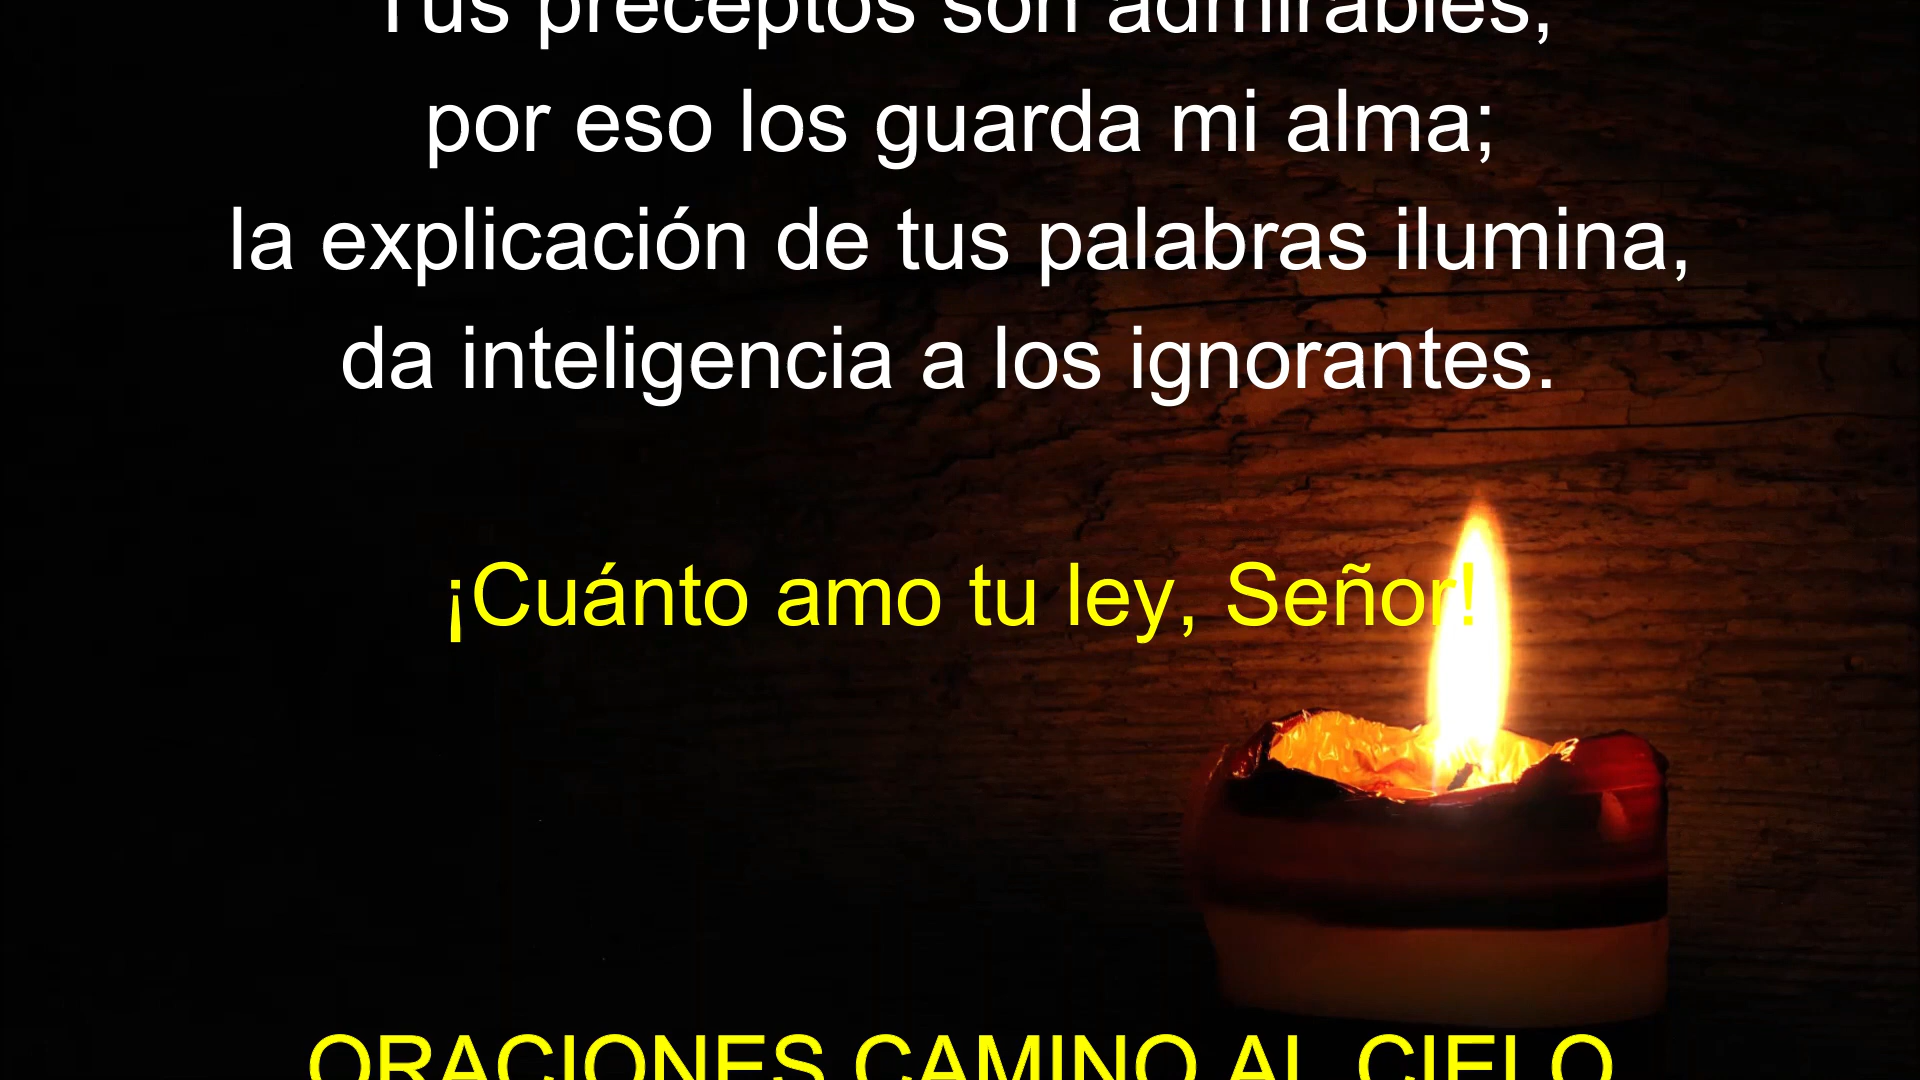 Tus preceptos son admirables,
por eso los guarda mi alma;
la explicación de tus palabras ilumina,
da inteligencia a los ignorantes.
¡Cuánto amo tu ley, Señor!
ORACIONES CAMINO AL CIELO